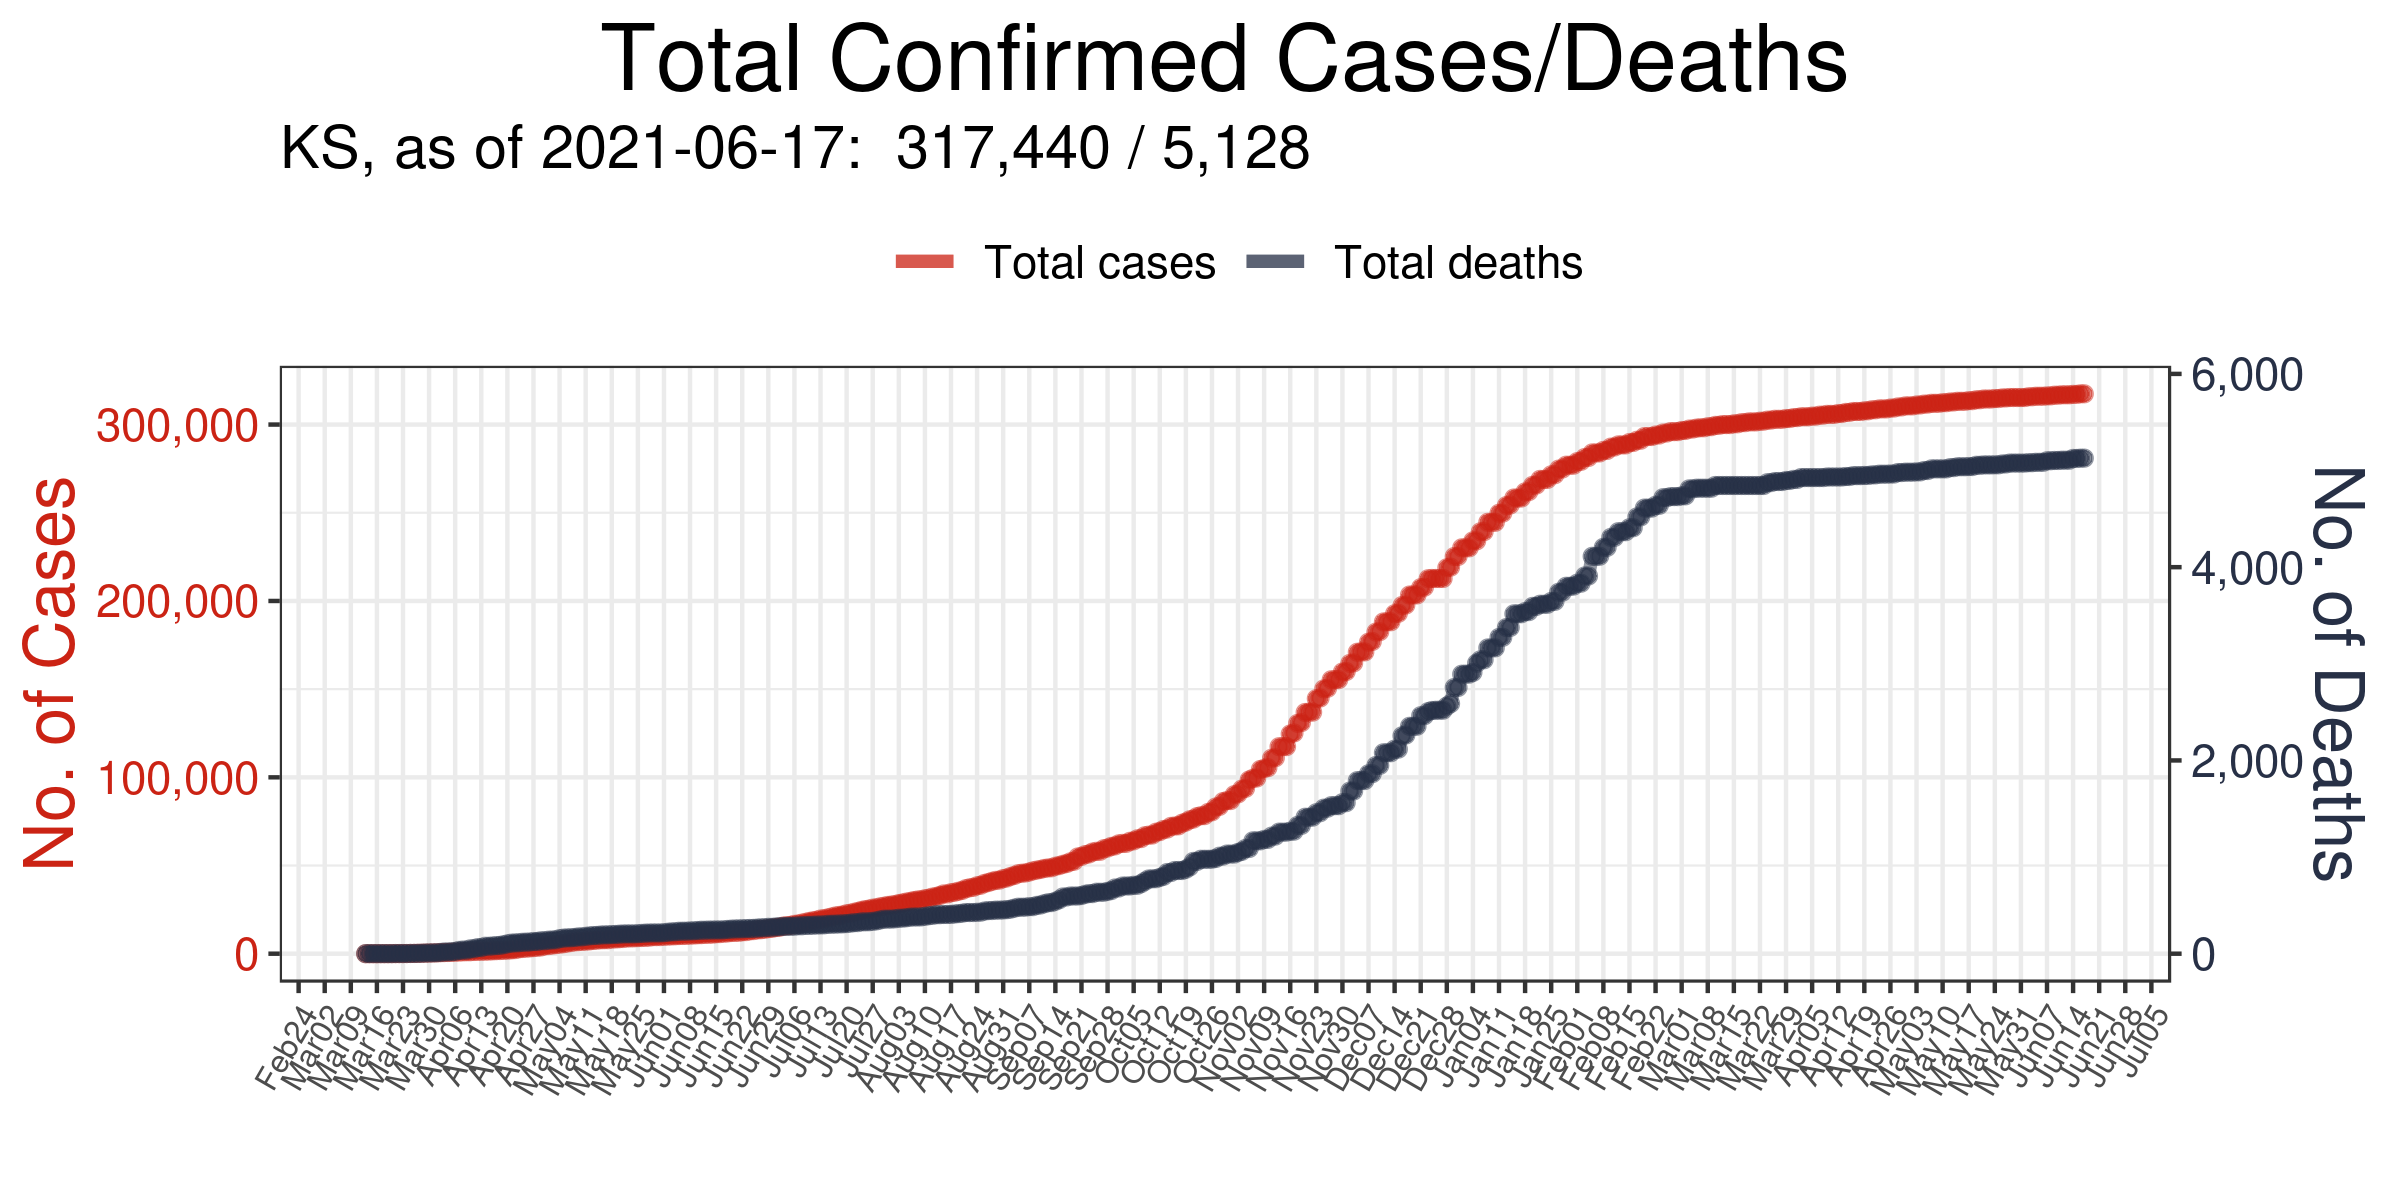 Total Confirmed Cases/Deaths
KS, as of 2021-06-17: 317,440 / 5,128
Total cases
Total deaths
No. of Cases
300,000
200,000
100,000
0
6,000
4,000
2,000
0
No. of Deaths
Feb24
Mar02
Mar09
Mar16
Mar23
Mar30
Apr06
Apr13
Apr20
Apr27
May04
May11
May18
May25
Jun01
Jun08
Jun15
Jun22
Jun29
Jul06
Jul13
Jul20
Jul27
Aug03
Aug10
Aug17
Aug24
Aug31
Sep07
Sep14
Sep21
Sep28
Oct05
Oct12
Oct19
Oct26
Nov02
Nov09
Nov16
Nov23
Nov30
Dec07
Dec14
Dec21
Dec28
Jan04
Jan11
Jan18
Jan25
Feb01
Feb08
Feb15
Feb22
Mar01
Mar08
Mar15
Mar22
Mar29
Apr05
Apr12
Apr19
Apr26
May03
May10
May17
May24
May31
Jun07
Jun14
Jun21
Jun28
Jul05